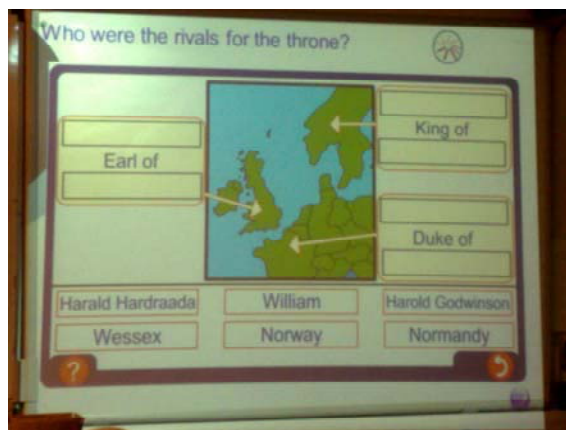 Who were the rivals for the throne?
Earl of
King of
Duke of
Harald Hardraada
William
Harold Godwinson
Wessex
Norway
Normandy
?